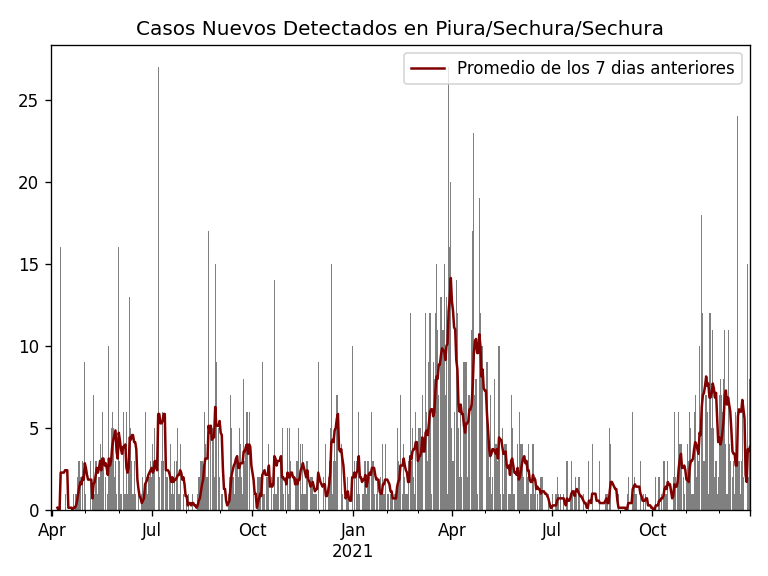 Casos Nuevos Detectados en Piura/Sechura/Sechura
Promedio de los 7 dias anteriores
25
20
15
10
5
0
Apr Jul Oct Jan Apr Jul Oct
2021